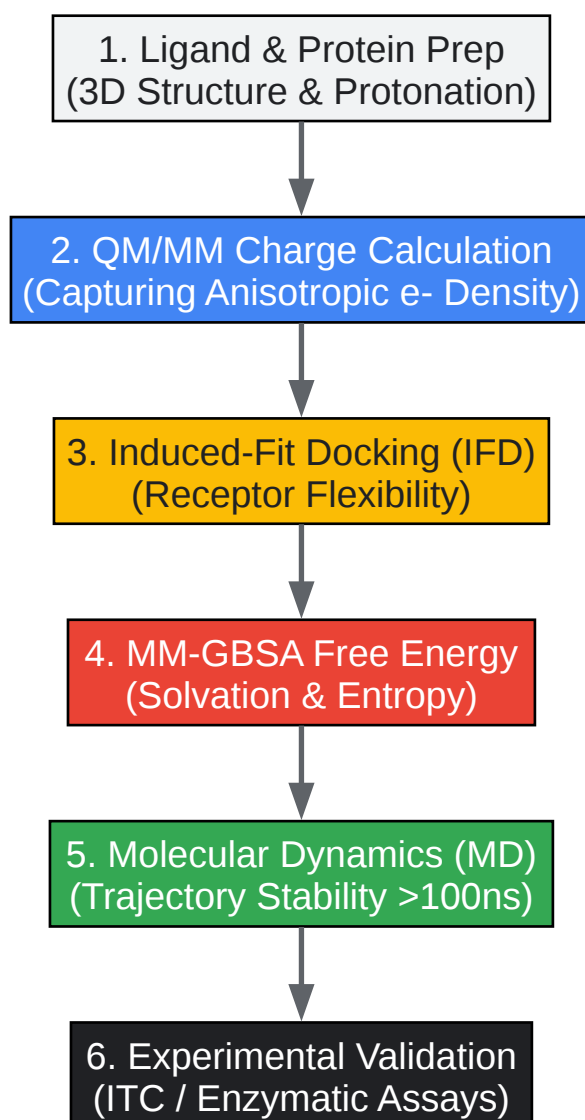 1. Ligand & Protein Prep
(3D Structure & Protonation)
2. QM/MM Charge Calculation
(Capturing Anisotropic e- Density)
3. Induced-Fit Docking (IFD)
(Receptor Flexibility)
4. MM-GBSA Free Energy
(Solvation & Entropy)
5. Molecular Dynamics (MD)
(Trajectory Stability >100ns)
6. Experimental Validation
(ITC / Enzymatic Assays)